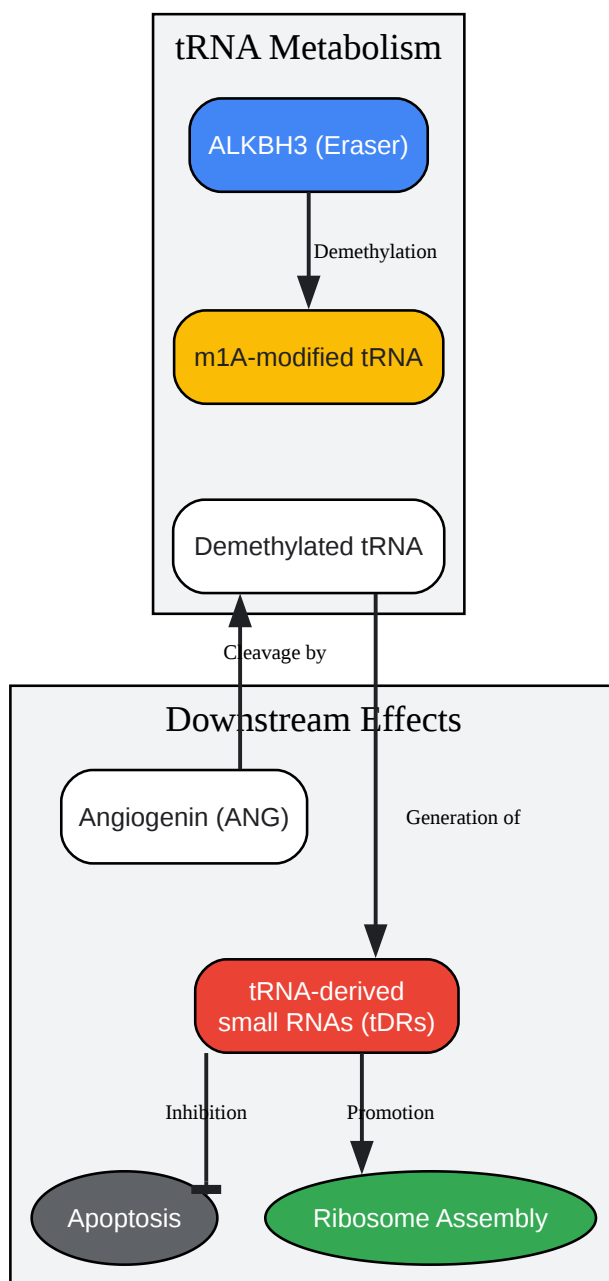 tRNA Metabolism
ALKBH3 (Eraser)
Demethylation
m1A-modified tRNA
Demethylated tRNA
Cleavage by
Downstream Effects
Angiogenin (ANG)
Generation of
tRNA-derived
small RNAs (tDRs)
Inhibition
Promotion
Apoptosis
Ribosome Assembly